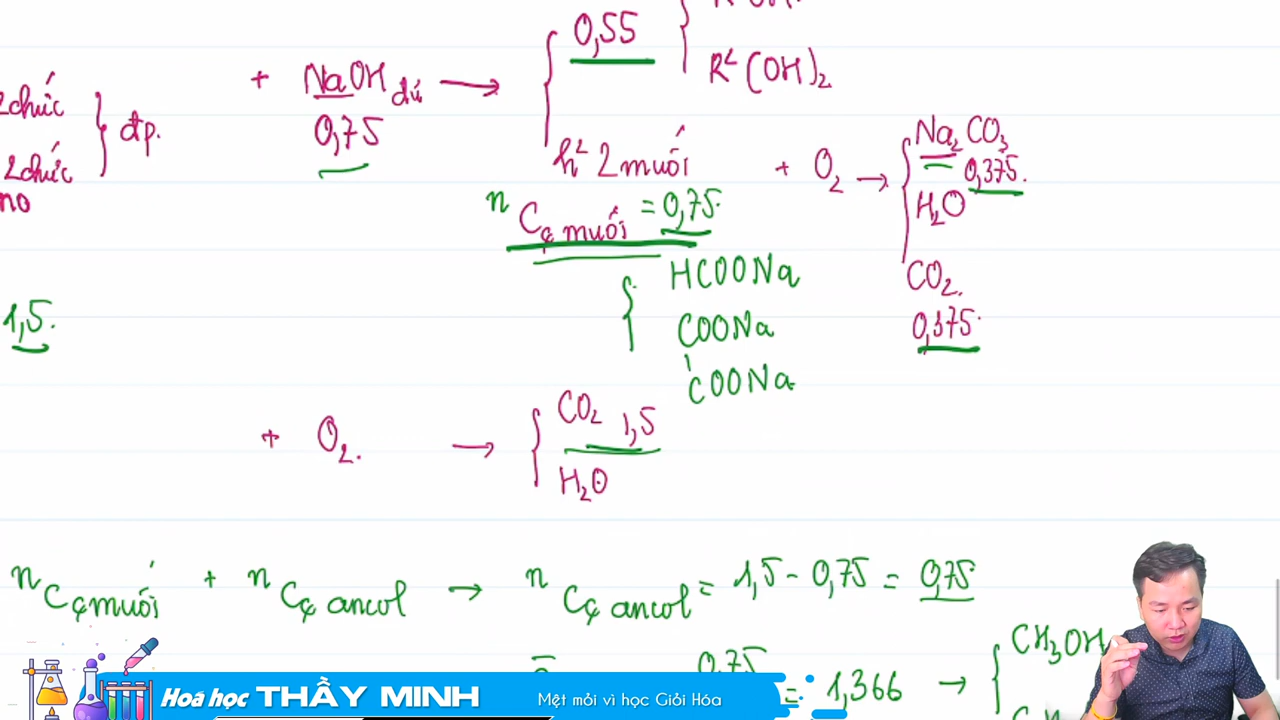 0,55
R²(OH)₂
2chức
2chức
no
} đp.
+ NaOH dư →
0,75
h² 2 muối + O₂ →
n C ç muối = 0,75.
Na₂CO₃
0,375.
H₂O
CO₂.
0,375.
HCOONa
COONa
COONa
1,5.
+ O₂. →
CO₂ 1,5
H₂O
n C ç muối + n C ç ancol → n C ç ancol = 1,5 - 0,75 = 0,75
0,75
= 1,366 →
CH₃OH
Hoá học THẦY MINH
Mệt mỏi vì học Giỏi Hóa